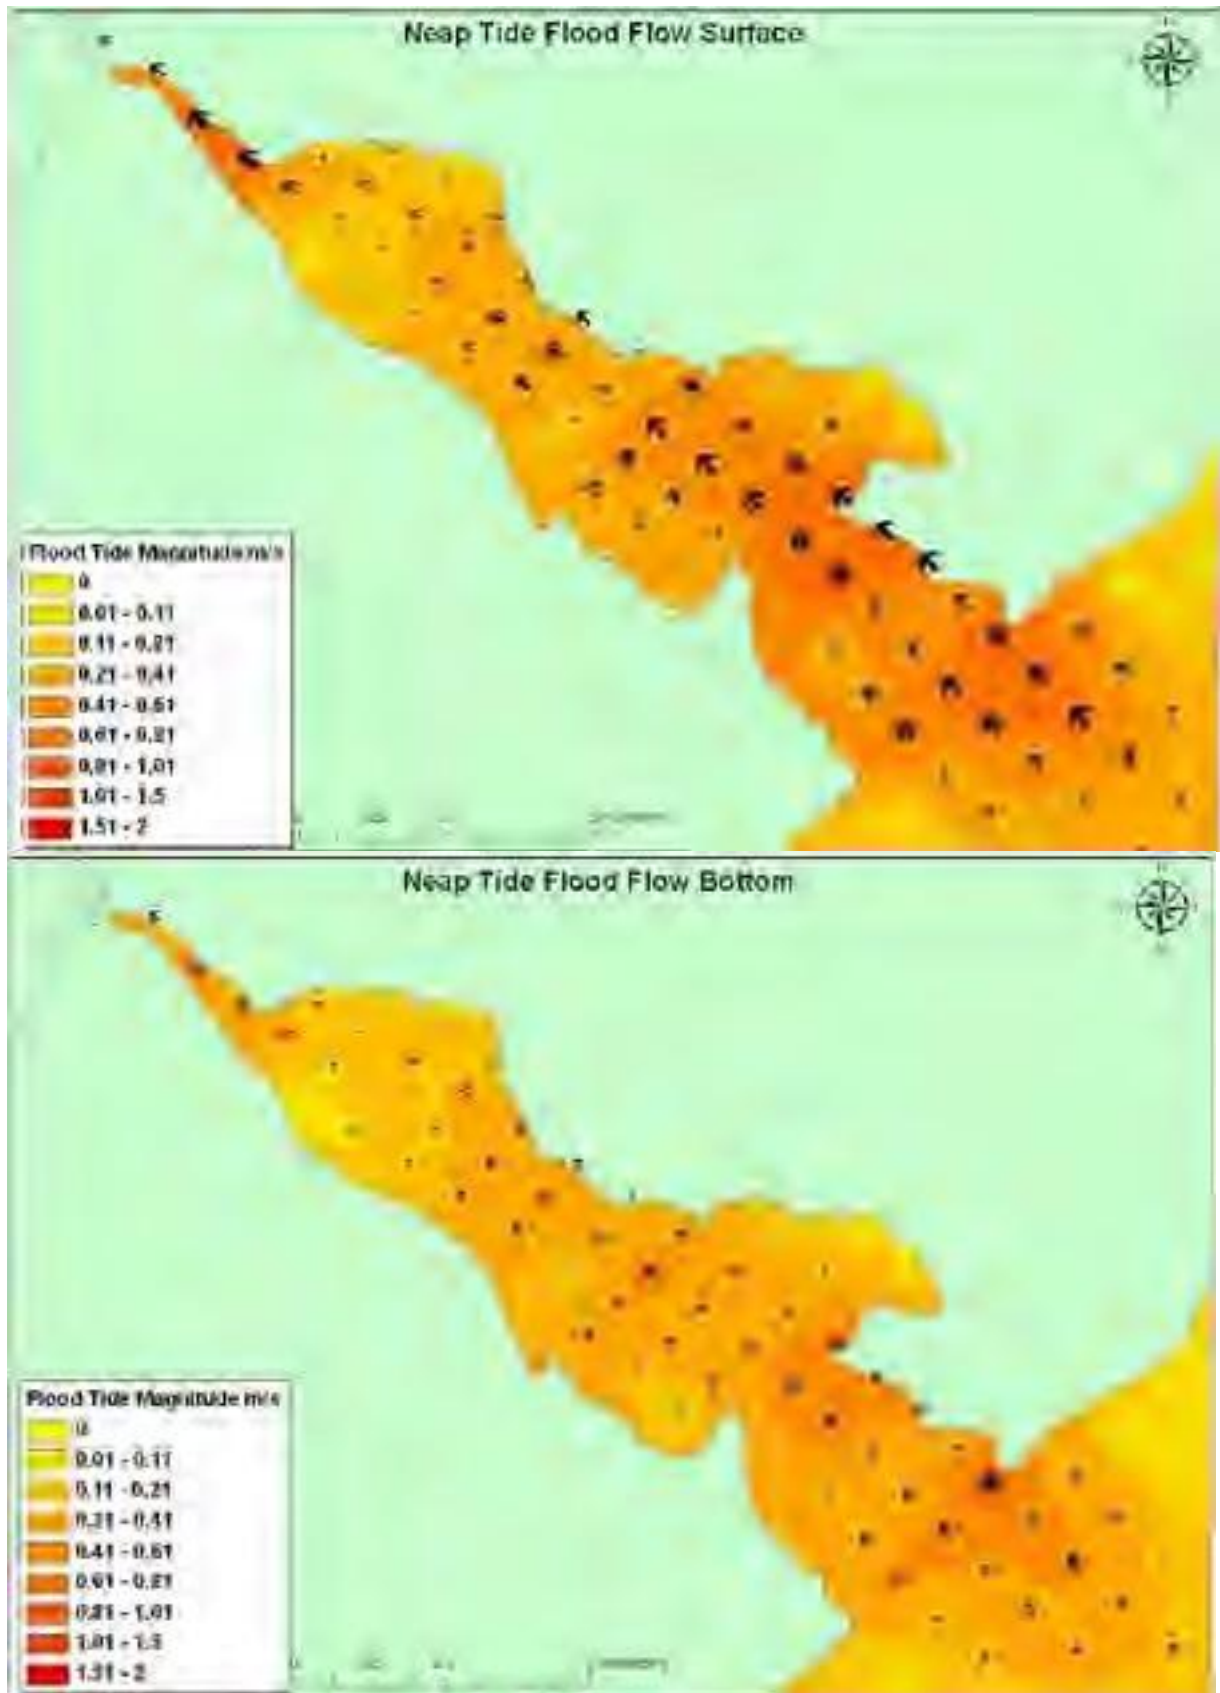 Neap Tide Flood Flow Surface
Flood Tide Magnitude m/s
0
0.01 - 0.11
0.11 - 0.21
0.21 - 0.41
0.41 - 0.61
0.61 - 0.81
0.81 - 1.01
1.01 - 1.5
1.51 - 2
Neap Tide Flood Flow Bottom
Flood Tide Magnitude m/s
0
0.01 - 0.11
0.11 - 0.21
0.21 - 0.41
0.41 - 0.61
0.61 - 0.81
0.81 - 1.01
1.01 - 1.5
1.51 - 2